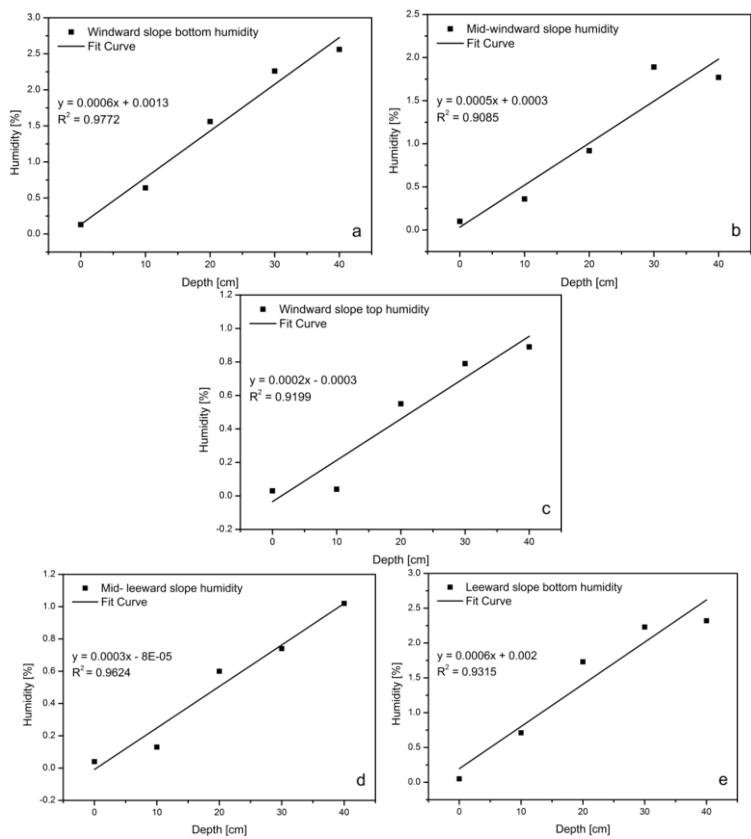 Windward slope bottom humidity
Fit Curve
y = 0.0006x + 0.0013
R² = 0.9772
Humidity [%]
3.0
2.5
2.0
1.5
1.0
0.5
0.0
0 10 20 30 40
Depth [cm]
a
Mid-windward slope humidity
Fit Curve
y = 0.0005x + 0.0003
R² = 0.9085
Humidity [%]
2.5
2.0
1.5
1.0
0.5
0.0
0 10 20 30 40
Depth [cm]
b
Windward slope top humidity
Fit Curve
y = 0.0002x - 0.0003
R² = 0.9199
Humidity [%]
1.2
1.0
0.8
0.6
0.4
0.2
0.0
-0.2
0 10 20 30 40
Depth [cm]
c
Mid- leeward slope humidity
Fit Curve
y = 0.0003x - 8E-05
R² = 0.9624
Humidity [%]
1.2
1.0
0.8
0.6
0.4
0.2
0.0
-0.2
0 10 20 30 40
Depth [cm]
d
Leeward slope bottom humidity
Fit Curve
y = 0.0006x + 0.002
R² = 0.9315
Humidity [%]
3.0
2.5
2.0
1.5
1.0
0.5
0.0
0 10 20 30 40
Depth [cm]
e